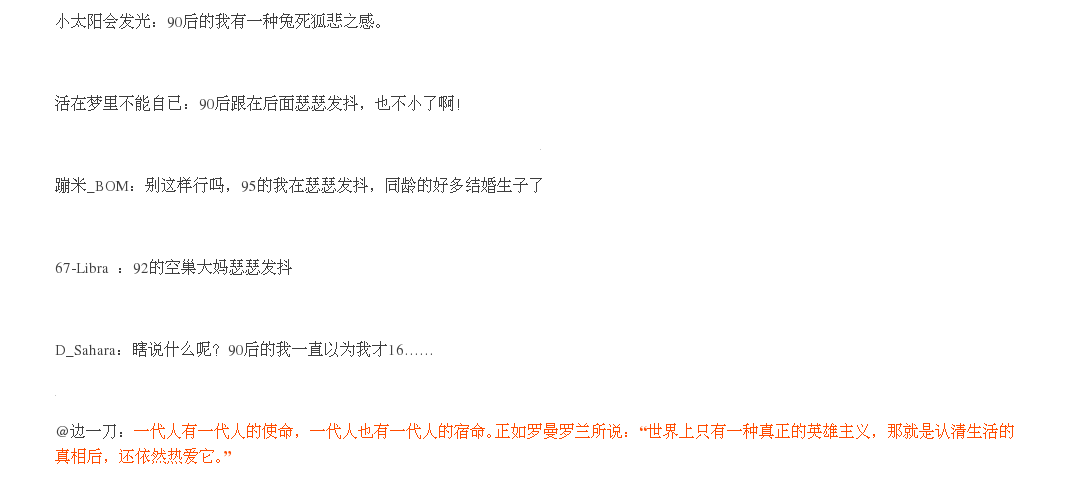 小太阳会发光：90后的我有一种兔死狐悲之感。
活在梦里不能自已：90后跟在后面瑟瑟发抖，也不小了啊！
蹦米_BOM：别这样行吗，95的我在瑟瑟发抖，同龄的好多结婚生子了
67-Libra ：92的空巢大妈瑟瑟发抖
D_Sahara：瞎说什么呢？90后的我一直以为我才16……
@边一刀：一代人有一代人的使命，一代人也有一代人的宿命。正如罗曼罗兰所说：“世界上只有一种真正的英雄主义，那就是认清生活的
真相后，还依然热爱它。”